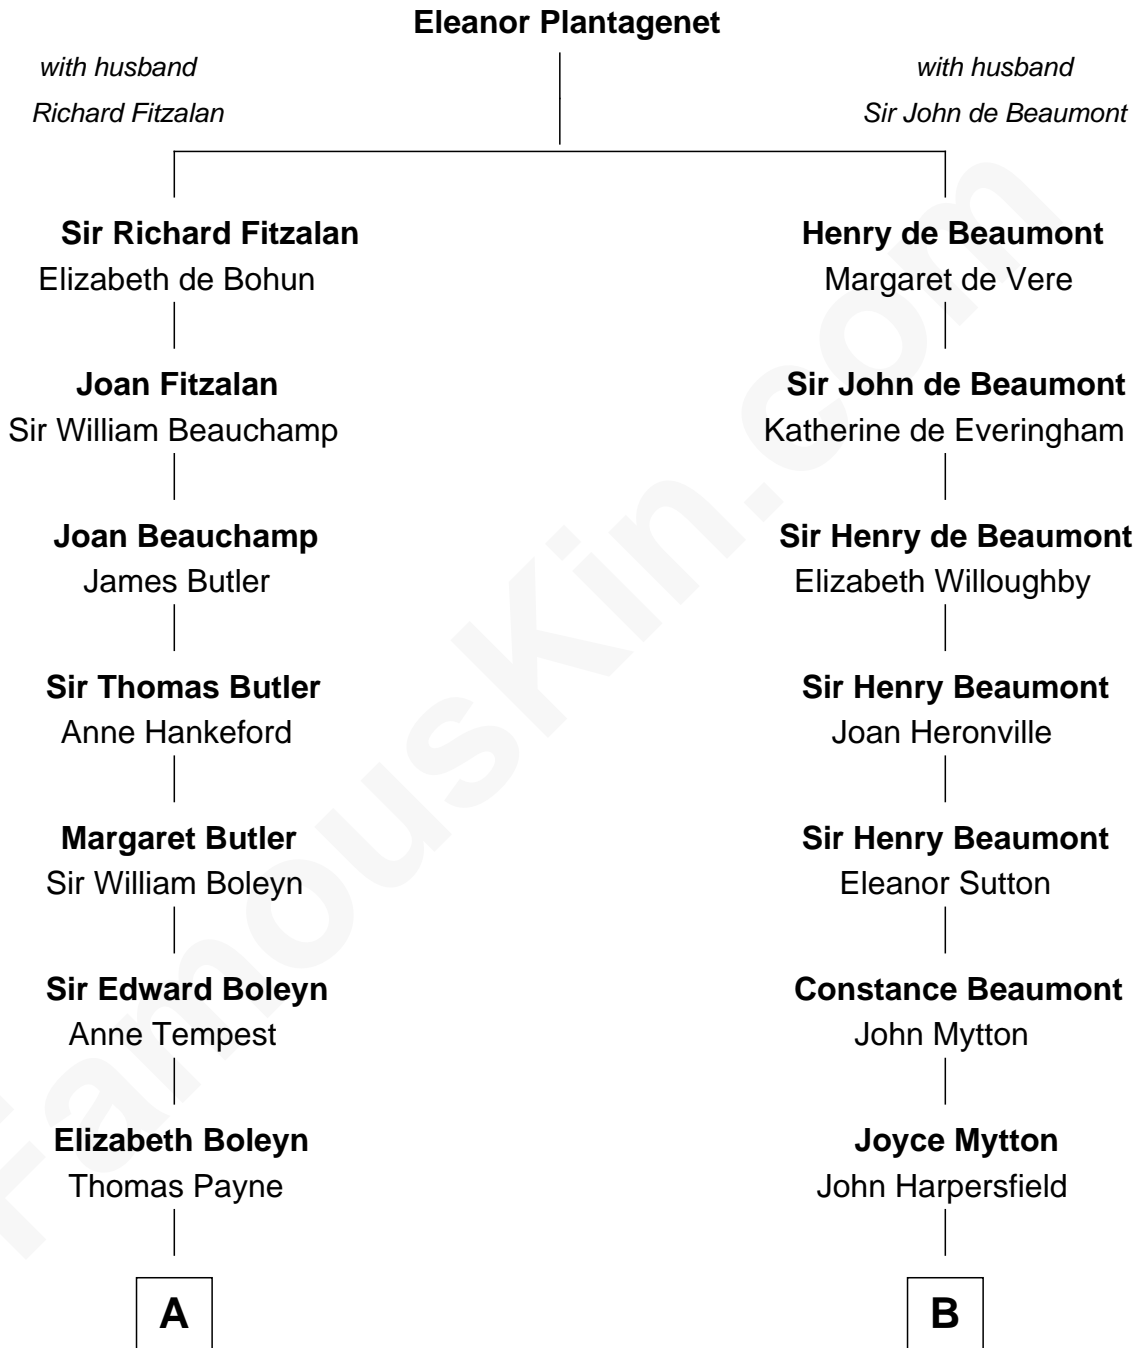 Eleanor Plantagenet
with husband
Richard Fitzalan
with husband
Sir John de Beaumont
Sir Richard Fitzalan
Elizabeth de Bohun
Henry de Beaumont
Margaret de Vere
Joan Fitzalan
Sir William Beauchamp
Sir John de Beaumont
Katherine de Everingham
Joan Beauchamp
James Butler
Sir Henry de Beaumont
Elizabeth Willoughby
Sir Thomas Butler
Anne Hankeford
Sir Henry Beaumont
Joan Heronville
Margaret Butler
Sir William Boleyn
Sir Henry Beaumont
Eleanor Sutton
Sir Edward Boleyn
Anne Tempest
Constance Beaumont
John Mytton
Elizabeth Boleyn
Thomas Payne
Joyce Mytton
John Harpersfield
A
B
FamousKin.com